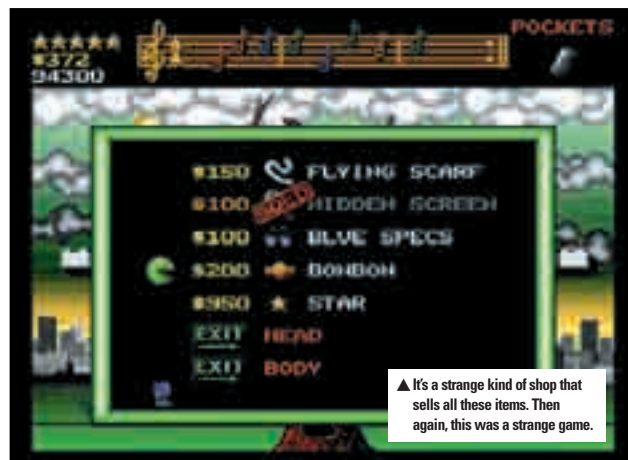 POCKETS
$372
94300
$150 FLYING SCARF
$100 SOLD HIDDEN SCREEN
$100 BLUE SPECS
$200 BONBON
$950 STAR
EXIT HEAD
EXIT BODY
▲ It's a strange kind of shop that
sells all these items. Then
again, this was a strange game.